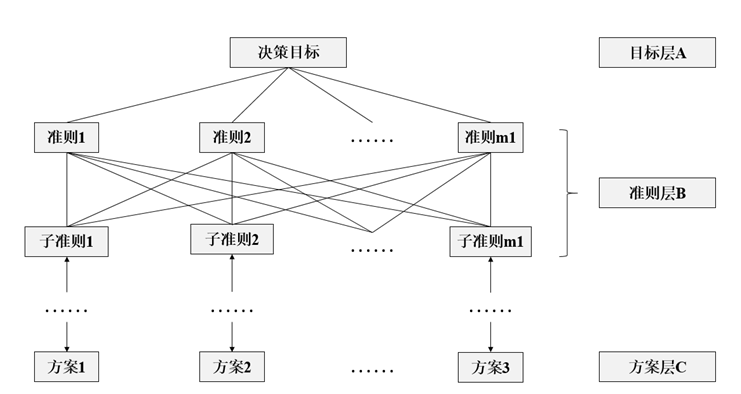 决策目标 目标层A
准则1 准则2 …… 准则m1
准则层B
子准则1 子准则2 …… 子准则m1
…… …… ……
方案1 方案2 …… 方案3 方案层C